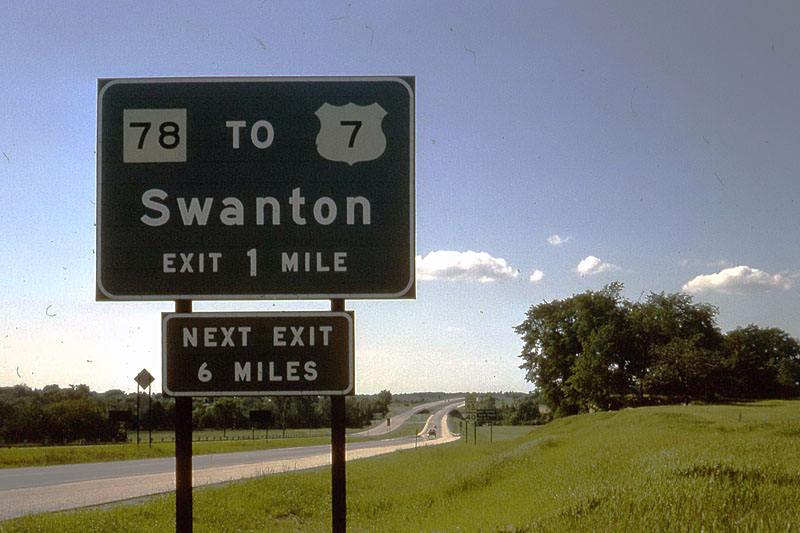 78 TO 7
Swanton
EXIT 1 MILE
NEXT EXIT
6 MILES